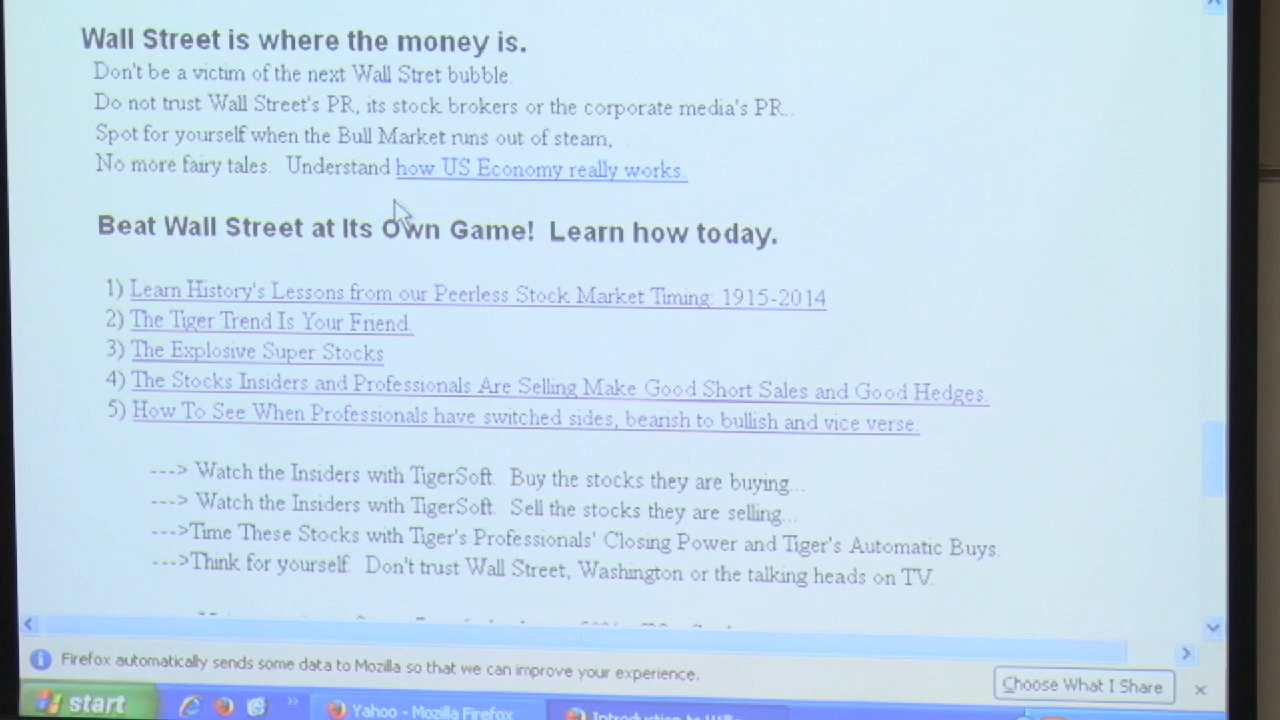 Wall Street is where the money is.
Don't be a victim of the next Wall Stret bubble.
Do not trust Wall Street's PR, its stock brokers or the corporate media's PR..
Spot for yourself when the Bull Market runs out of steam,
No more fairy tales. Understand how US Economy really works.
Beat Wall Street at Its Own Game! Learn how today.
1) Learn History's Lessons from our Peerless Stock Market Timing: 1915-2014
2) The Tiger Trend Is Your Friend.
3) The Explosive Super Stocks
4) The Stocks Insiders and Professionals Are Selling Make Good Short Sales and Good Hedges.
5) How To See When Professionals have switched sides, bearish to bullish and vice verse.
---> Watch the Insiders with TigerSoft. Buy the stocks they are buying...
---> Watch the Insiders with TigerSoft. Sell the stocks they are selling...
--->Time These Stocks with Tiger's Professionals' Closing Power and Tiger's Automatic Buys.
--->Think for yourself. Don't trust Wall Street, Washington or the talking heads on TV.
Firefox automatically sends some data to Mozilla so that we can improve your experience.
Choose What I Share
start
Yahoo - Mozilla Firefox
Introduction to